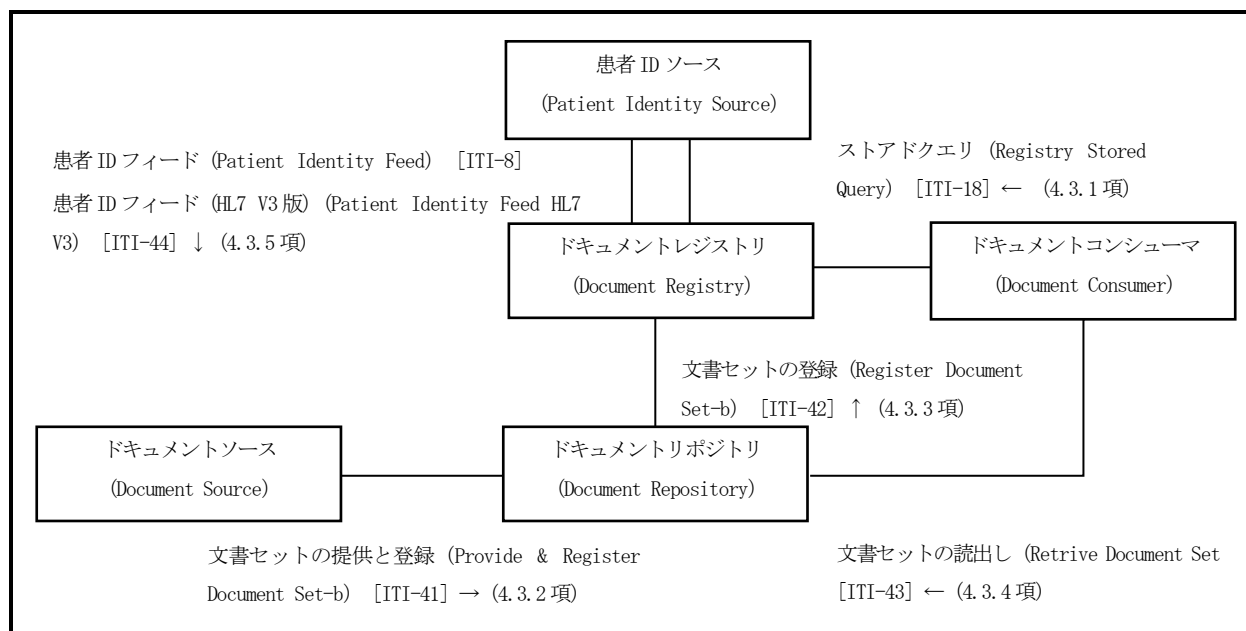 患者 ID ソース
(Patient Identity Source)
患者 ID フィード (Patient Identity Feed) [ITI-8]
患者 ID フィード (HL7 V3 版) (Patient Identity Feed HL7
V3) [ITI-44] ↓ (4.3.5 項)
ストアドクエリ (Registry Stored
Query) [ITI-18] ← (4.3.1 項)
ドキュメントレジストリ
(Document Registry)
ドキュメントコンシューマ
(Document Consumer)
文書セットの登録 (Register Document
Set-b) [ITI-42] ↑ (4.3.3 項)
ドキュメントソース
(Document Source)
ドキュメントリポジトリ
(Document Repository)
文書セットの提供と登録 (Provide & Register
Document Set-b) [ITI-41] → (4.3.2 項)
文書セットの読出し (Retrive Document Set
[ITI-43] ← (4.3.4 項)